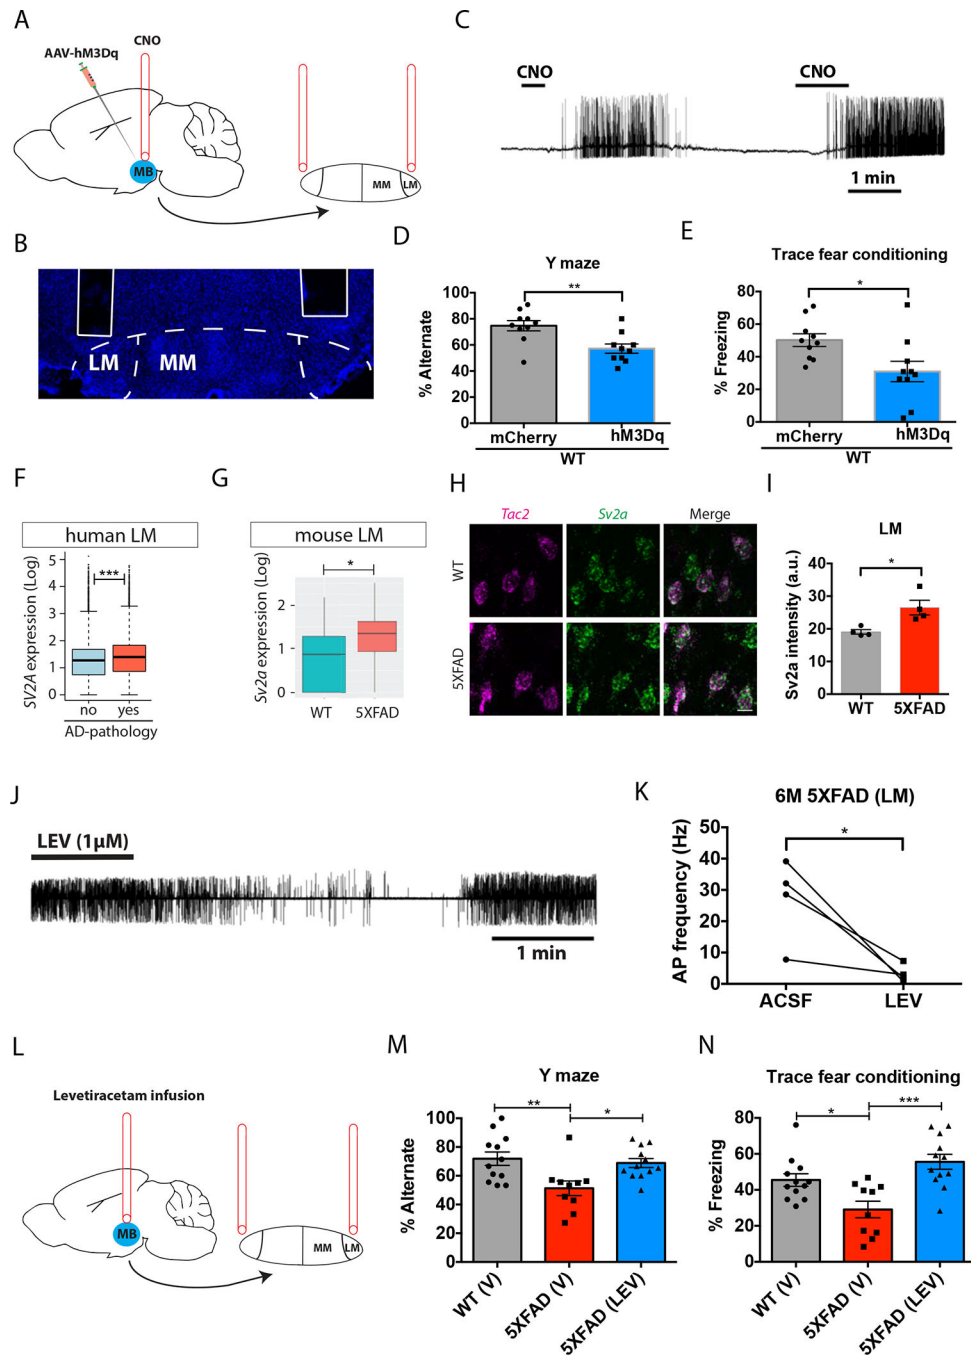 A
AAV-hM3Dq
CNO
MB
MM
LM
C
CNO
CNO
1 min
B
LM
MM
D
Y maze
**
% Alternate
100
80
60
40
20
0
mCherry
hM3Dq
WT
E
Trace fear conditioning
*
% Freezing
80
60
40
20
0
mCherry
hM3Dq
WT
F
human LM
SV2A expression (Log)
5
4
3
2
1
0
***
no
yes
AD-pathology
G
mouse LM
Sv2a expression (Log)
2
1
0
*
WT
5XFAD
H
Tac2
Sv2a
Merge
WT
5XFAD
I
LM
Sv2a intensity (a.u.)
40
30
20
10
0
*
WT
5XFAD
J
LEV (1µM)
1 min
K
6M 5XFAD (LM)
AP frequency (Hz)
50
40
30
20
10
0
*
ACSF
LEV
L
Levetiracetam infusion
MB
MM
LM
M
Y maze
% Alternate
100
80
60
40
20
0
**
*
WT (V)
5XFAD (V)
5XFAD (LEV)
N
Trace fear conditioning
% Freezing
80
60
40
20
0
*
***
WT (V)
5XFAD (V)
5XFAD (LEV)